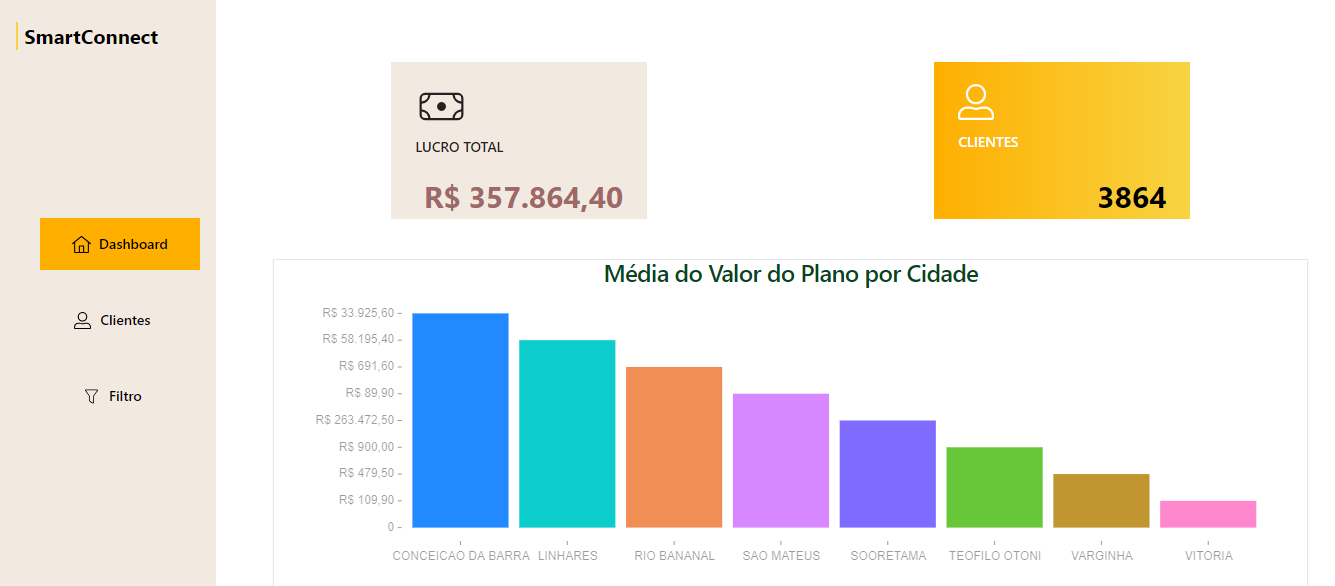 SmartConnect
Dashboard
Clientes
Filtro
LUCRO TOTAL
R$ 357.864,40
CLIENTES
3864
Média do Valor do Plano por Cidade
R$ 33.925,60
R$ 58.195,40
R$ 691,60
R$ 89,90
R$ 263.472,50
R$ 900,00
R$ 479,50
R$ 109,90
0
CONCEICAO DA BARRA LINHARES RIO BANANAL SAO MATEUS SOORETAMA TEOFILO OTONI VARGINHA VITORIA